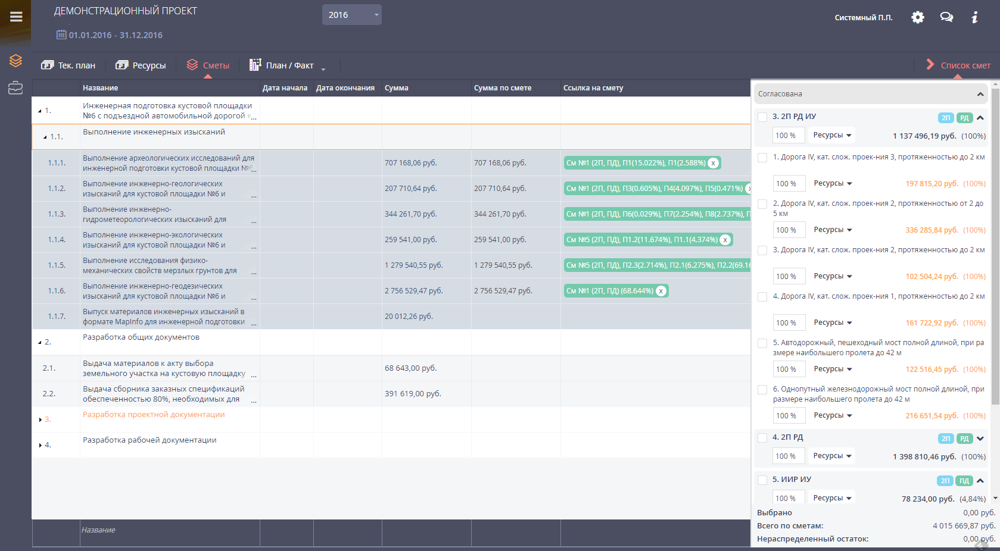 ДЕМОНСТРАЦИОННЫЙ ПРОЕКТ
2016
01.01.2016 - 31.12.2016
Системный П.П.
Тек. план
Ресурсы
Сметы
План / Факт
Список смет
Название
Дата начала
Дата окончания
Сумма
Сумма по смете
Ссылка на смету
1.
Инженерная подготовка кустовой площадки
№6 с подъездной автомобильной дорогой к...
1.1.
Выполнение инженерных изысканий
1.1.1.
Выполнение археологических исследований для
инженерной подготовки кустовой площадки №6...
707 168,06 руб.
707 168,06 руб.
См №1 (2П, ПД), П1(15.022%), П1(2.588%) x
1.1.2.
Выполнение инженерно-геологических
изысканий для кустовой площадки №6 и ...
207 710,64 руб.
207 710,64 руб.
См №1 (2П, ПД), П3(0.605%), П4(4.097%), П5(0.471%) x
1.1.3.
Выполнение инженерно-
гидрометеорологических изысканий для ...
344 261,70 руб.
344 261,70 руб.
См №1 (2П, ПД), П6(0.029%), П7(2.254%), П8(2.737%), П
1.1.4.
Выполнение инженерно-экологических
изысканий для кустовой площадки №6 и ...
259 541,00 руб.
259 541,00 руб.
См №5 (2П, ПД), П1.2(11.674%), П1.1(4.374%) x
1.1.5.
Выполнение исследования физико-
механических свойств мерзлых грунтов для ...
1 279 540,55 руб.
1 279 540,55 руб.
См №5 (2П, ПД), П2.3(2.714%), П2.1(6.275%), П2.2(69.16
1.1.6.
Выполнение инженерно-геодезических
изысканий для кустовой площадки №6 и ...
2 756 529,47 руб.
2 756 529,47 руб.
См №1 (2П, ПД) (68.644%) x
1.1.7.
Выпуск материалов инженерных изысканий в
формате MapInfo для инженерной подготовки ...
20 012,26 руб.
2.
Разработка общих документов
2.1.
Выдача материалов к акту выбора
земельного участка на кустовую площадку ...
68 643,00 руб.
2.2.
Выдача сборника заказных спецификаций
обеспеченностью 80%, необходимых для ...
391 619,00 руб.
3.
Разработка проектной документации
4.
Разработка рабочей документации
Название
Согласована
3. 2П РД ИУ
2П РД
100 % Ресурсы 1 137 496,19 руб. (100%)
1. Дорога IV, кат. слож. проек-ния 3, протяженностью до 2 км
100 % Ресурсы 197 815,20 руб. (100%)
2. Дорога IV, кат. слож. проек-ния 2, протяженностью от 2 до
5 км
100 % Ресурсы 336 285,84 руб. (100%)
3. Дорога IV, кат. слож. проек-ния 2, протяженностью до 2 км
100 % Ресурсы 102 504,24 руб. (100%)
4. Дорога IV, кат. слож. проек-ния 1, протяженностью до 2 км
100 % Ресурсы 161 722,92 руб. (100%)
5. Автодорожный, пешеходный мост полной длиной, при ра
змере наибольшего пролета до 42 м
100 % Ресурсы 122 516,45 руб. (100%)
6. Однопутный железнодорожный мост полной длиной, при
размере наибольшего пролета до 42 м
100 % Ресурсы 216 651,54 руб. (100%)
4. 2П РД
2П РД
100 % Ресурсы 1 398 810,46 руб. (100%)
5. ИИР ИУ
2П ПД
100 % Ресурсы 78 234,00 руб. (4,84%)
Выбрано 0,00 руб.
Всего по сметам: 4 015 669,87 руб.
Нераспределенный остаток: 0,00 руб.